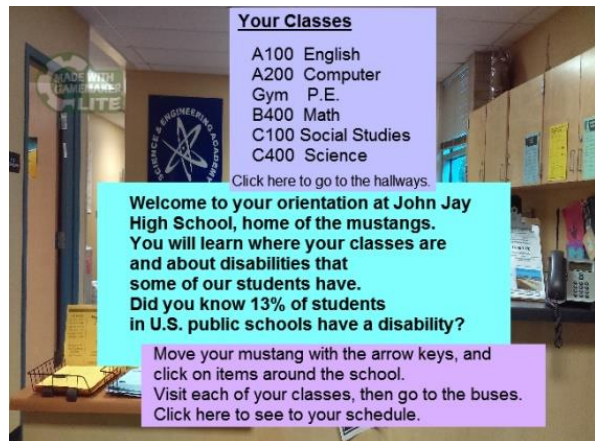 Your Classes
A100 English
A200 Computer
Gym P.E.
B400 Math
C100 Social Studies
C400 Science
Click here to go to the hallways.
MADE WITH
GAMEMAKER
LITE
SCIENCE & ENGINEERING ACADEMY
Welcome to your orientation at John Jay
High School, home of the mustangs.
You will learn where your classes are
and about disabilities that
some of our students have.
Did you know 13% of students
in U.S. public schools have a disability?
Move your mustang with the arrow keys, and
click on items around the school.
Visit each of your classes, then go to the buses.
Click here to see to your schedule.